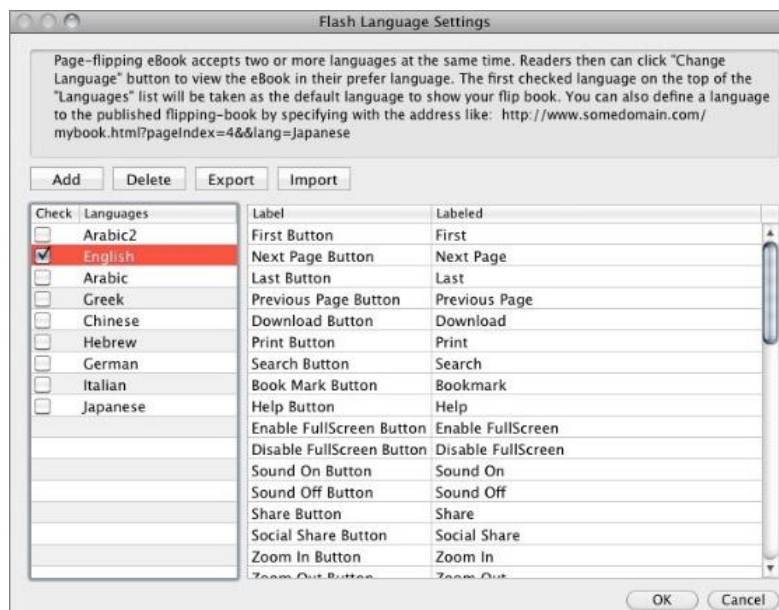 Flash Language Settings
Page-flipping eBook accepts two or more languages at the same time. Readers then can click "Change
Language" button to view the eBook in their prefer language. The first checked language on the top of the
"Languages" list will be taken as the default language to show your flip book. You can also define a language
to the published flipping-book by specifying with the address like:  http://www.somedomain.com/
mybook.html?pageIndex=4&&lang=Japanese
Add Delete Export Import
Check Languages Label Labeled
Arabic2 First Button First
English Next Page Button Next Page
Arabic Last Button Last
Greek Previous Page Button Previous Page
Chinese Download Button Download
Hebrew Print Button Print
German Search Button Search
Italian Book Mark Button Bookmark
Japanese Help Button Help
Enable FullScreen Button Enable FullScreen
Disable FullScreen Button Disable FullScreen
Sound On Button Sound On
Sound Off Button Sound Off
Share Button Share
Social Share Button Social Share
Zoom In Button Zoom In
Zoom Out Button Zoom Out
OK Cancel